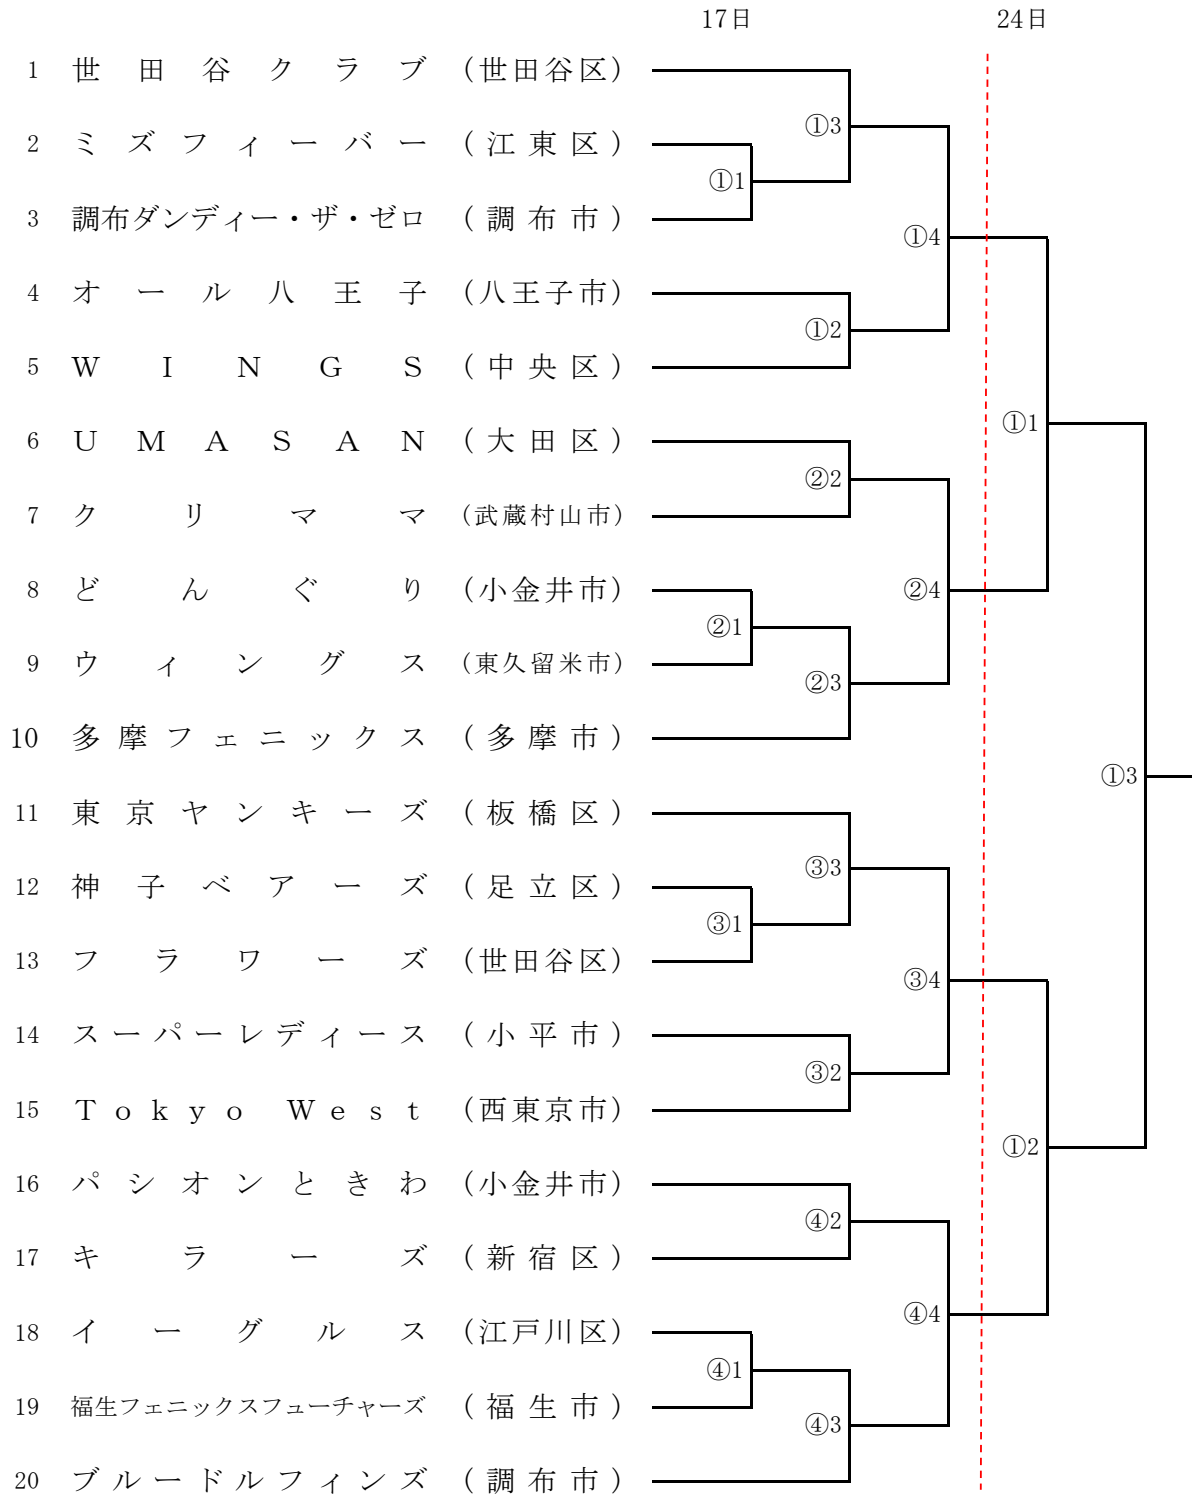 17日 24日
1 世田谷クラブ (世田谷区)
①3
2 ミズフィーバー (江東区)
①1
3 調布ダンディー・ザ・ゼロ (調布市)
①4
4 オール八王子 (八王子市)
①2
5 WINGS (中央区)
①1
6 UMASAN (大田区)
②2
7 クリママ (武蔵村山市)
8 どんぐり (小金井市)
②4
②1
9 ウィングス (東久留米市)
②3
10 多摩フェニックス (多摩市)
①3
11 東京ヤンキーズ (板橋区)
③3
12 神子ベアーズ (足立区)
③1
13 フラワーズ (世田谷区)
③4
14 スーパーレディース (小平市)
③2
15 Tokyo West (西東京市)
①2
16 パシオンときわ (小金井市)
④2
17 キラーズ (新宿区)
④4
18 イーグルス (江戸川区)
④1
19 福生フェニックスフューチャーズ (福生市)
④3
20 ブルードルフィンズ (調布市)